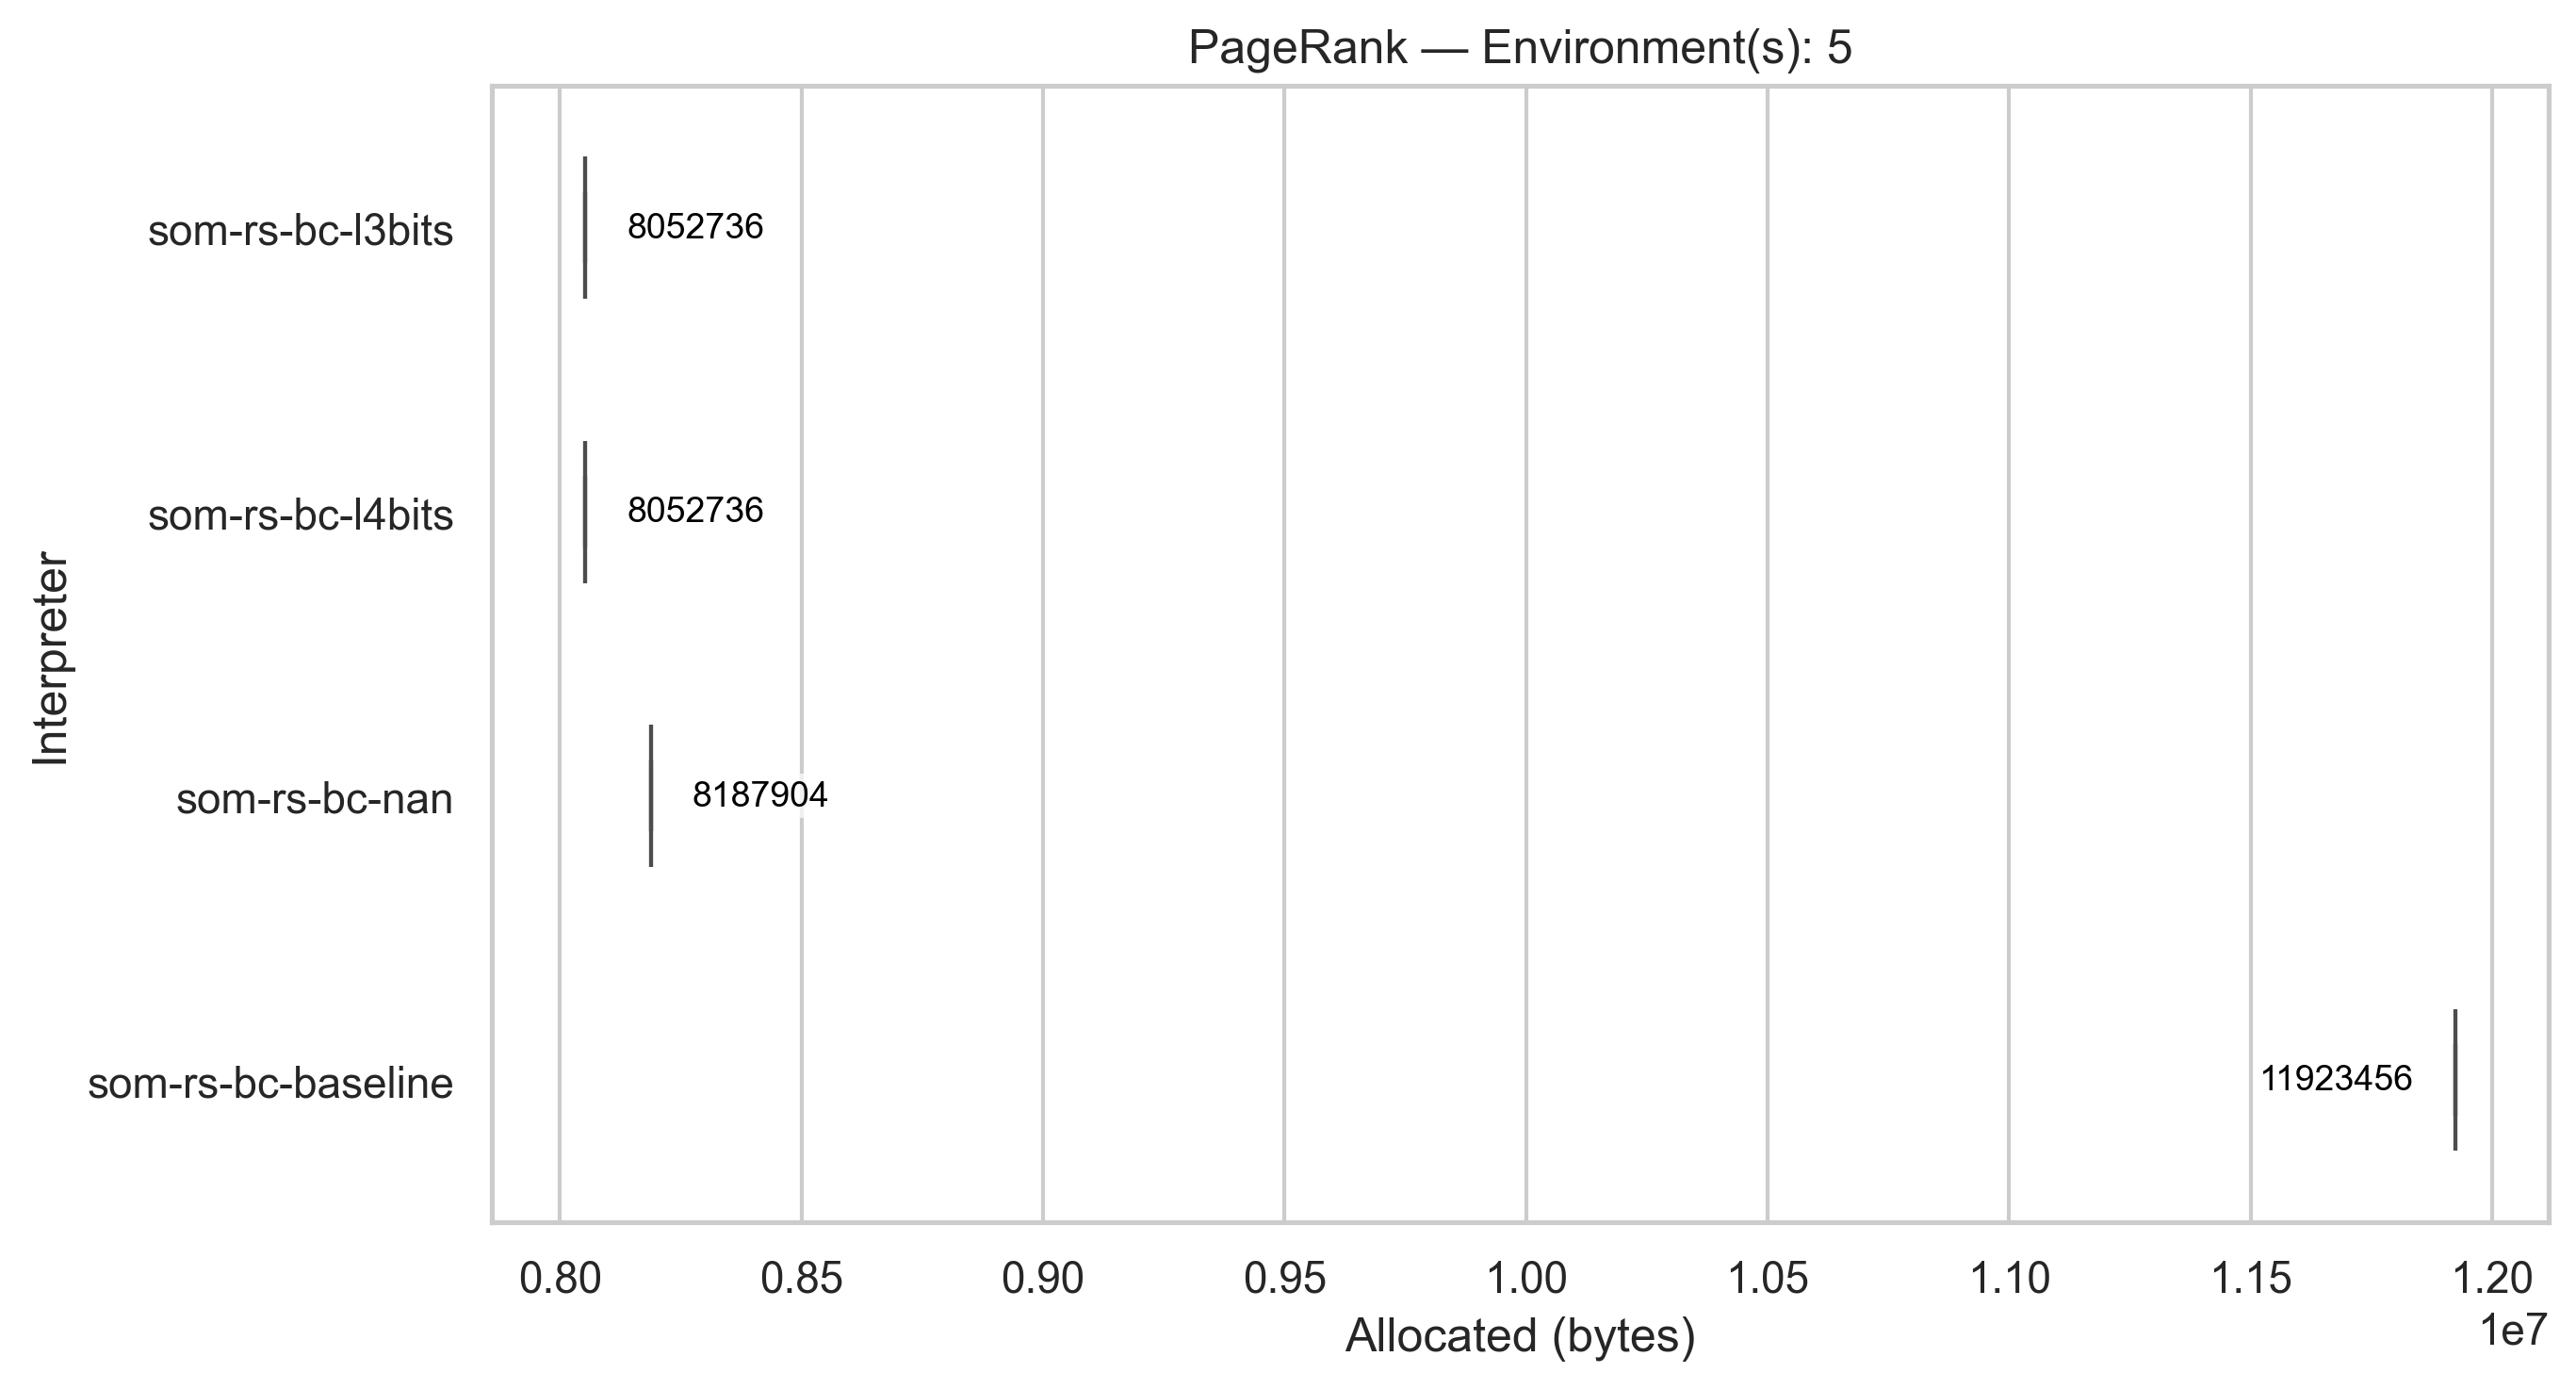 PageRank — Environment(s): 5
Interpreter
som-rs-bc-l3bits
8052736
som-rs-bc-l4bits
8052736
som-rs-bc-nan
8187904
som-rs-bc-baseline
11923456
0.80 0.85 0.90 0.95 1.00 1.05 1.10 1.15 1.20
1e7
Allocated (bytes)